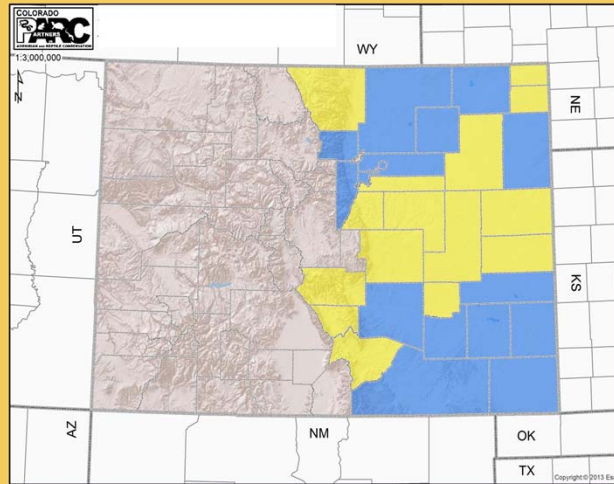 COLORADO
PARC
PARTNERS
AMPHIBIAN AND REPTILE CONSERVATION
1:3,000,000
N
WY
NE
UT
KS
AZ
NM
OK
TX
Copyright:© 2013 Es